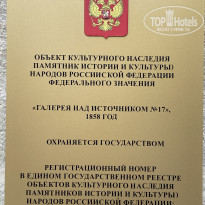 TOP HOTELS
ОБЪЕКТ КУЛЬТУРНОГО НАСЛЕДИЯ
(ПАМЯТНИК ИСТОРИИ И КУЛЬТУРЫ)
НАРОДОВ РОССИЙСКОЙ ФЕДЕРАЦИИ
ФЕДЕРАЛЬНОГО ЗНАЧЕНИЯ
«ГАЛЕРЕЯ НАД ИСТОЧНИКОМ №17»,
1858 ГОД
ОХРАНЯЕТСЯ ГОСУДАРСТВОМ
РЕГИСТРАЦИОННЫЙ НОМЕР
В ЕДИНОМ ГОСУДАРСТВЕННОМ РЕЕСТРЕ
ОБЪЕКТОВ КУЛЬТУРНОГО НАСЛЕДИЯ
(ПАМЯТНИКОВ ИСТОРИИ И КУЛЬТУРЫ)
НАРОДОВ РОССИЙСКОЙ ФЕДЕРАЦИИ: